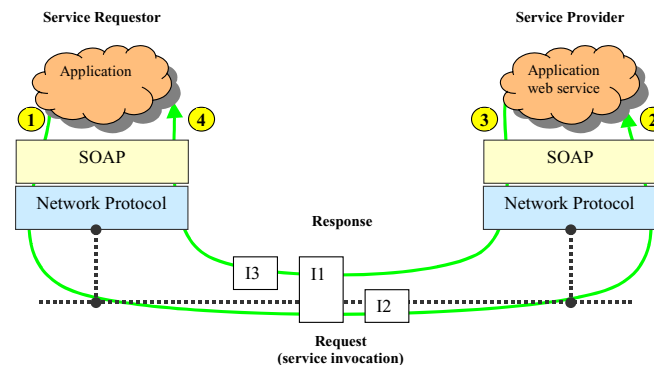 Service Requestor
Service Provider
Application
Application
web service
1
4
3
2
SOAP
SOAP
Network Protocol
Network Protocol
Response
I3
I1
I2
Request
(service invocation)